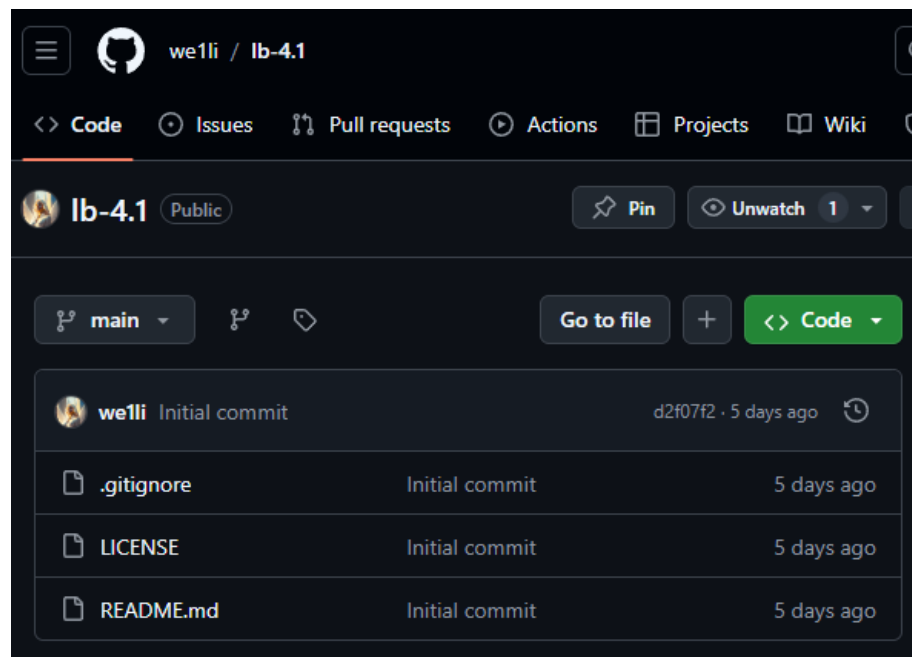 we1li / lb-4.1
Code Issues Pull requests Actions Projects Wiki
lb-4.1 Public Pin Unwatch 1
main Go to file Code
we1li Initial commit d2f07f2 · 5 days ago
.gitignore Initial commit 5 days ago
LICENSE Initial commit 5 days ago
README.md Initial commit 5 days ago